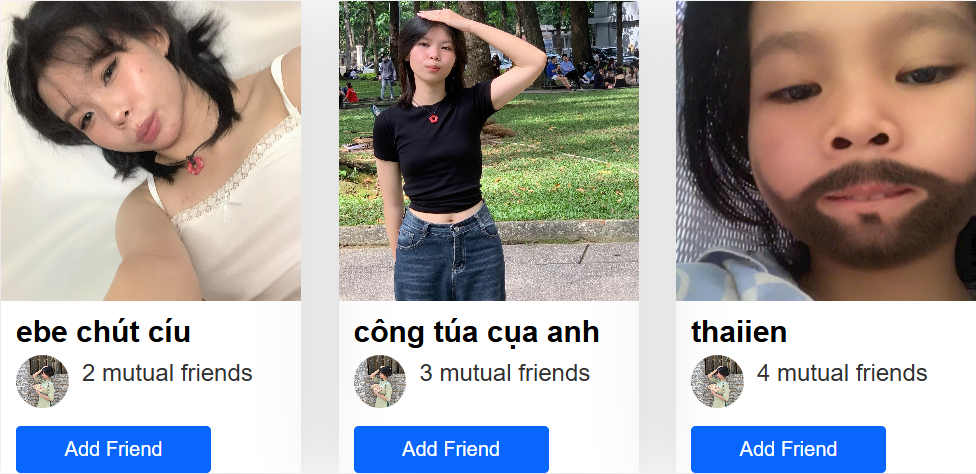 ebe chút cíu
2 mutual friends
Add Friend
công túa cụa anh
3 mutual friends
Add Friend
thaiien
4 mutual friends
Add Friend